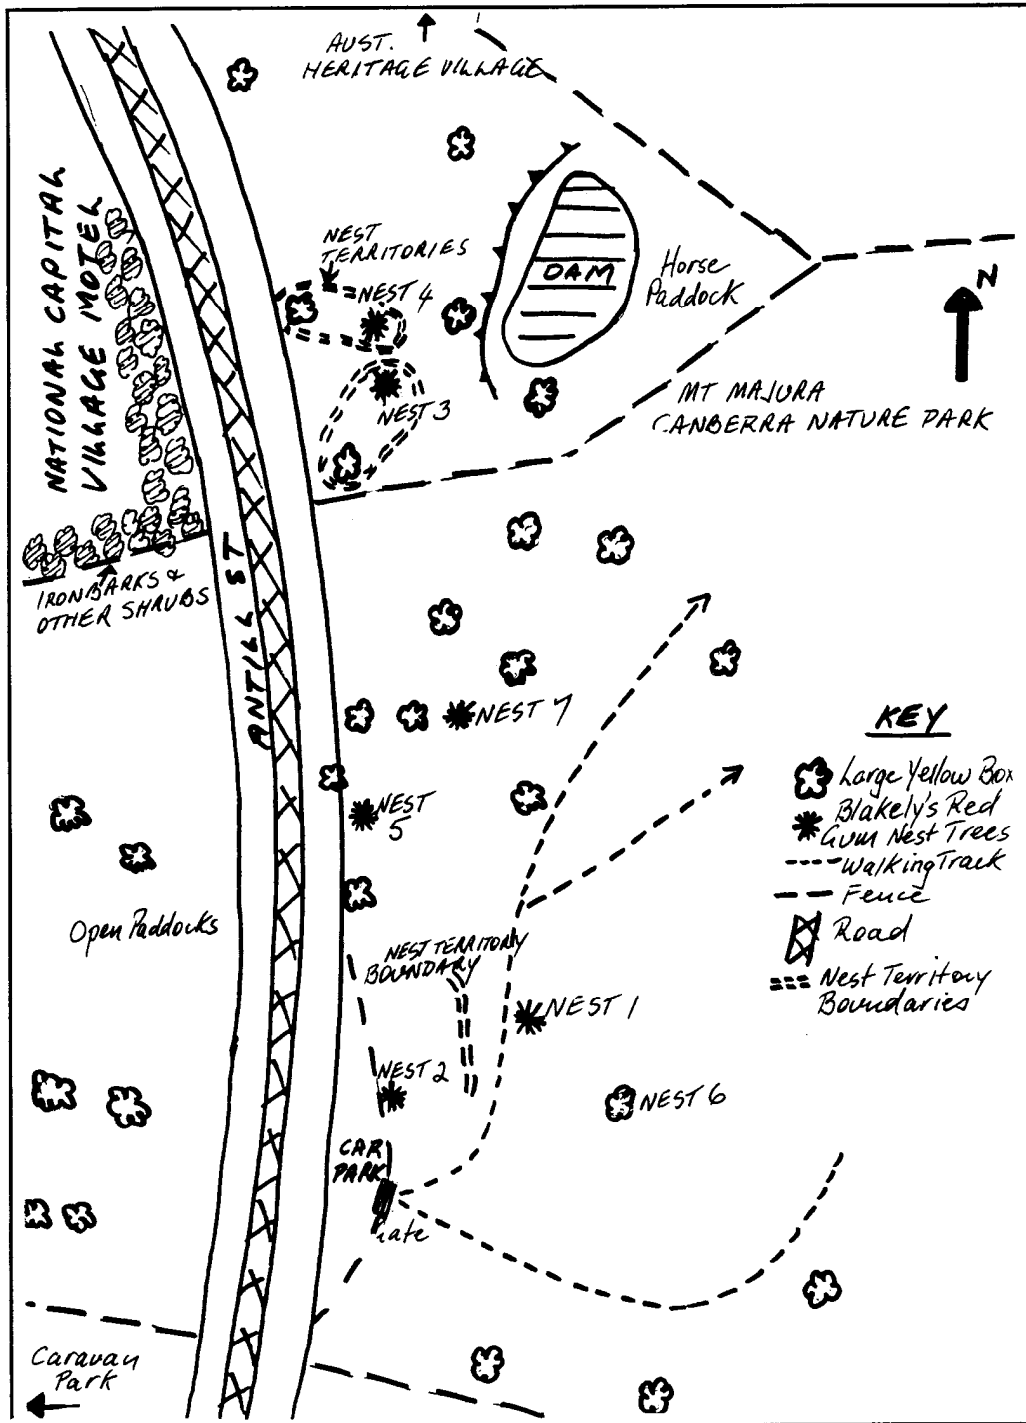 AUST.
HERITAGE VILLAGE
NATIONAL CAPITAL
VILLAGE MOTEL
NEST
TERRITORIES
NEST 4
DAM
Horse
Paddock
N
NEST 3
MT MAJURA
CANBERRA NATURE PARK
IRONBARKS &
OTHER SHRUBS
ANTILL ST
NEST 7
KEY
Large Yellow Box
Blakely's Red
Gum Nest Trees
Walking Track
Fence
Road
Nest Territory
Boundaries
NEST
5
Open Paddocks
NEST TERRITORY
BOUNDARY
NEST 1
NEST 2
NEST 6
CAR
PARK
Gate
Caravan
Park